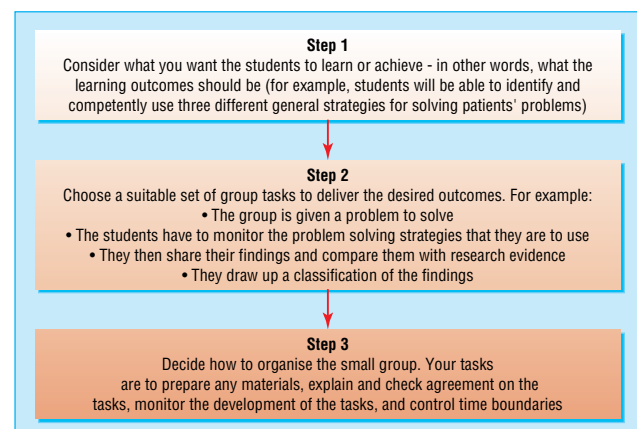 Step 1
Consider what you want the students to learn or achieve - in other words, what the
learning outcomes should be (for example, students will be able to identify and
competently use three different general strategies for solving patients' problems)
Step 2
Choose a suitable set of group tasks to deliver the desired outcomes. For example:
• The group is given a problem to solve
• The students have to monitor the problem solving strategies that they are to use
• They then share their findings and compare them with research evidence
• They draw up a classification of the findings
Step 3
Decide how to organise the small group. Your tasks
are to prepare any materials, explain and check agreement on the
tasks, monitor the development of the tasks, and control time boundaries